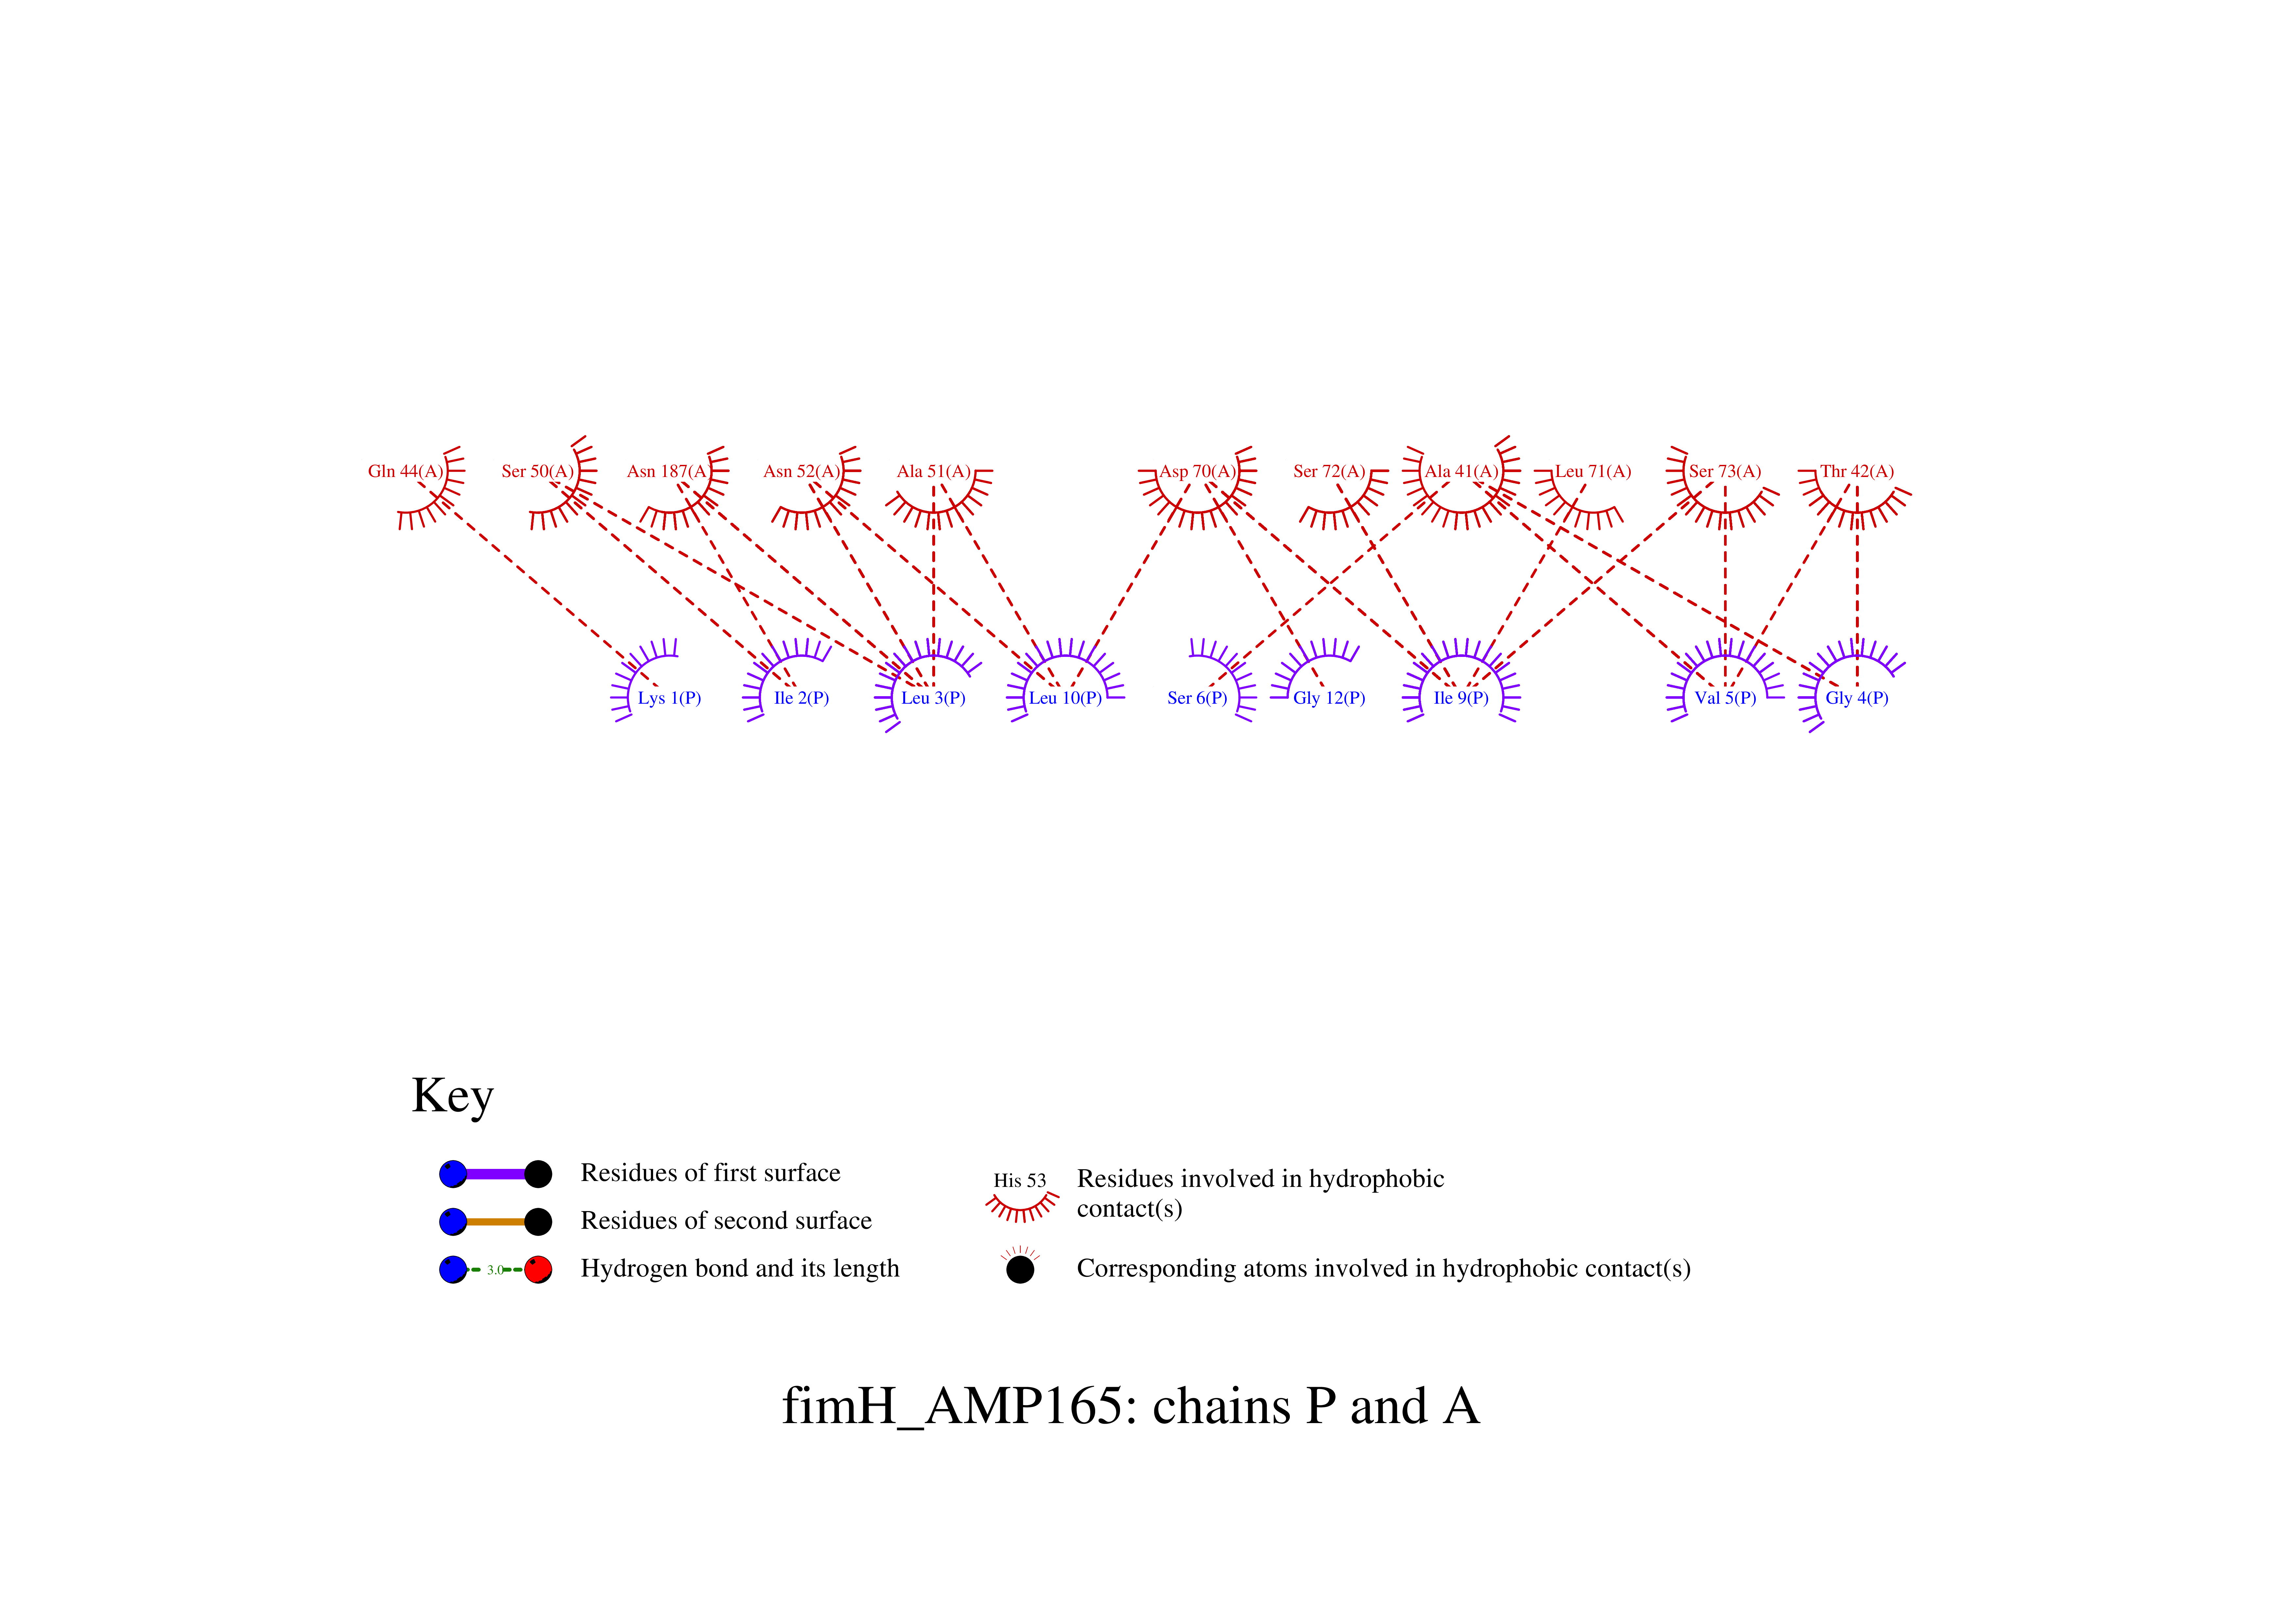 Gln 44(A) Ser 50(A) Asn 187(A Asn 52(A) Ala 51(A) Asp 70(A) Ser 72(A) Ala 41(A) Leu 71(A) Ser 73(A) Thr 42(A)
Lys 1(P) Ile 2(P) Leu 3(P) Leu 10(P) Ser 6(P) Gly 12(P) Ile 9(P) Val 5(P) Gly 4(P)
Key
Residues of first surface
Residues of second surface
3.0 Hydrogen bond and its length
His 53 Residues involved in hydrophobic
contact(s)
Corresponding atoms involved in hydrophobic contact(s)
fimH_AMP165: chains P and A